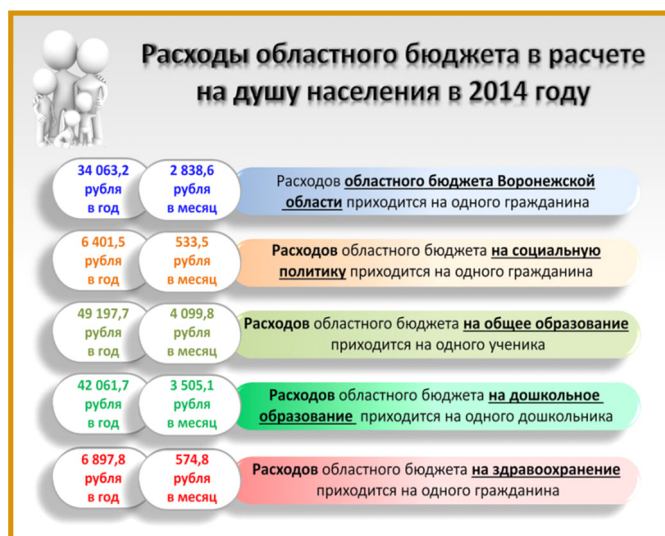 Расходы областного бюджета в расчете
на душу населения в 2014 году
34 063,2
рубля
в год
2 838,6
рубля
в месяц
Расходов областного бюджета Воронежской
области приходится на одного гражданина
6 401,5
рубля
в год
533,5
рубля
в месяц
Расходов областного бюджета на социальную
политику приходится на одного гражданина
49 197,7
рубля
в год
4 099,8
рубля
в месяц
Расходов областного бюджета на общее образование
приходится на одного ученика
42 061,7
рубля
в год
3 505,1
рубля
в месяц
Расходов областного бюджета на дошкольное
образование приходится на одного дошкольника
6 897,8
рубля
в год
574,8
рубля
в месяц
Расходов областного бюджета на здравоохранение
приходится на одного гражданина